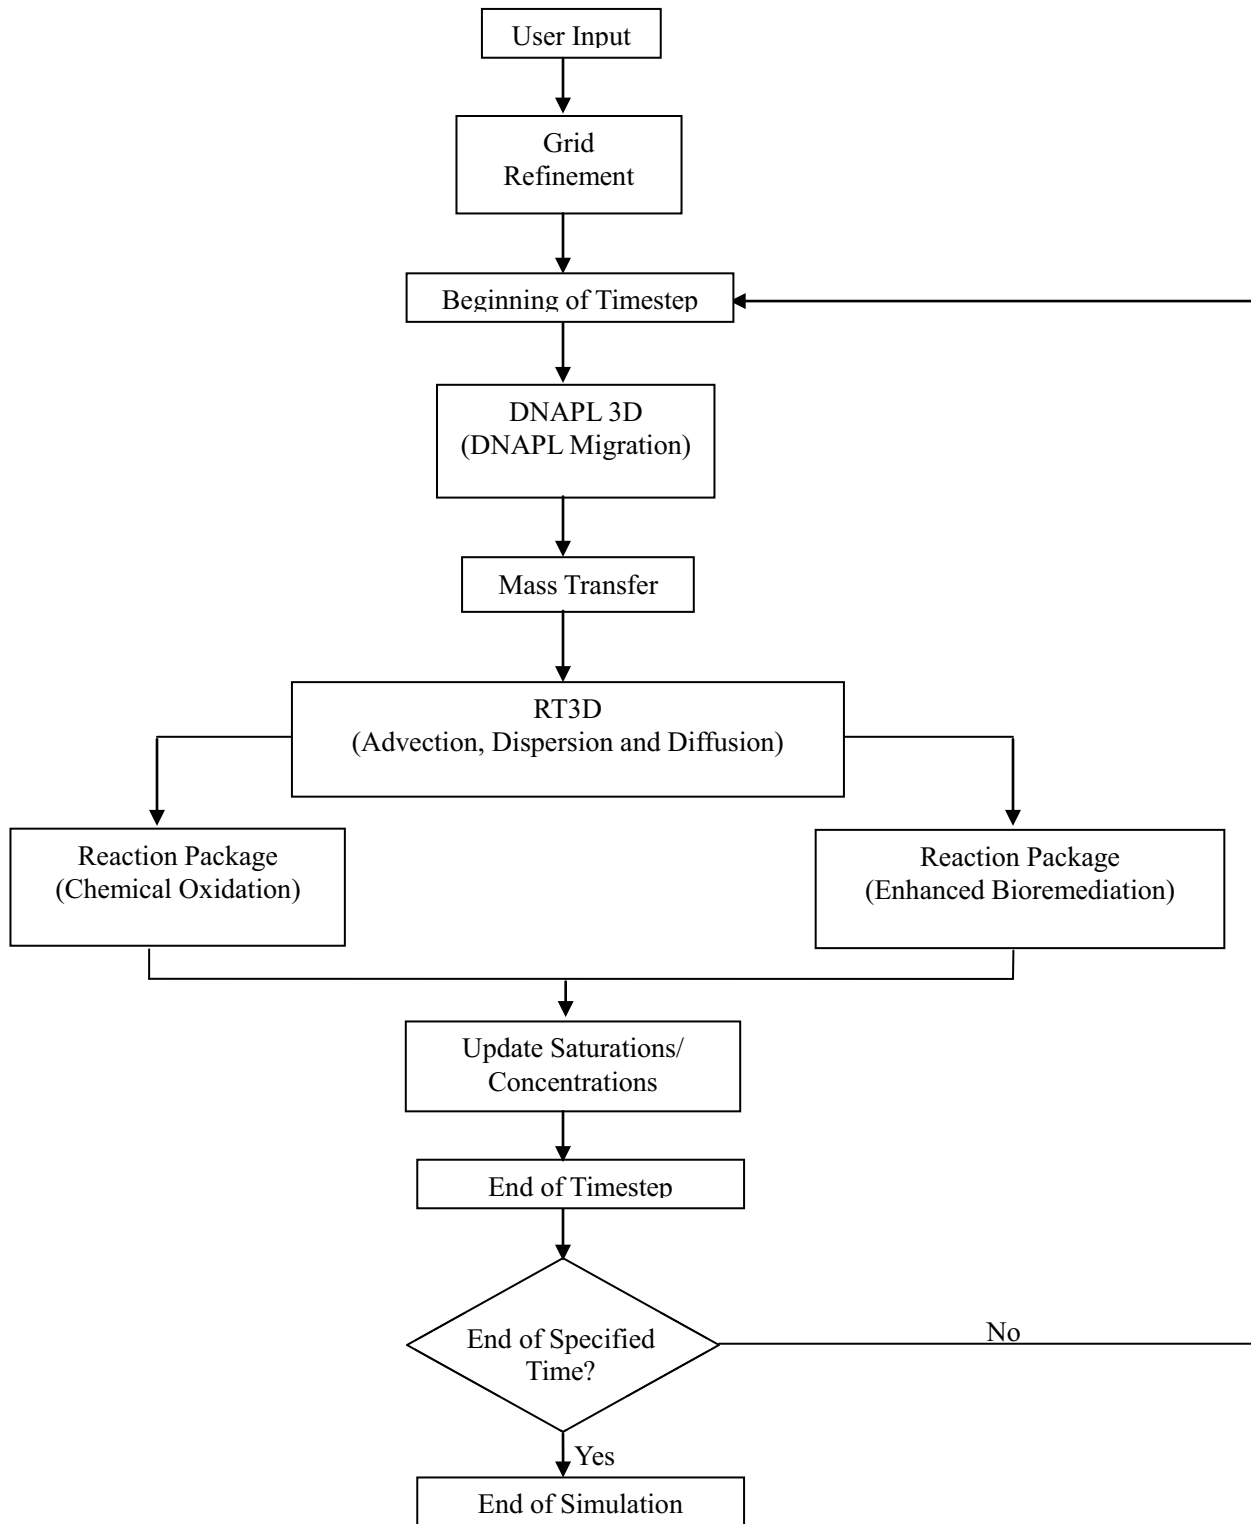 User Input
Grid
Refinement
Beginning of Timestep
DNAPL 3D
(DNAPL Migration)
Mass Transfer
RT3D
(Advection, Dispersion and Diffusion)
Reaction Package
(Chemical Oxidation)
Reaction Package
(Enhanced Bioremediation)
Update Saturations/
Concentrations
End of Timestep
End of Specified
Time?
No
Yes
End of Simulation